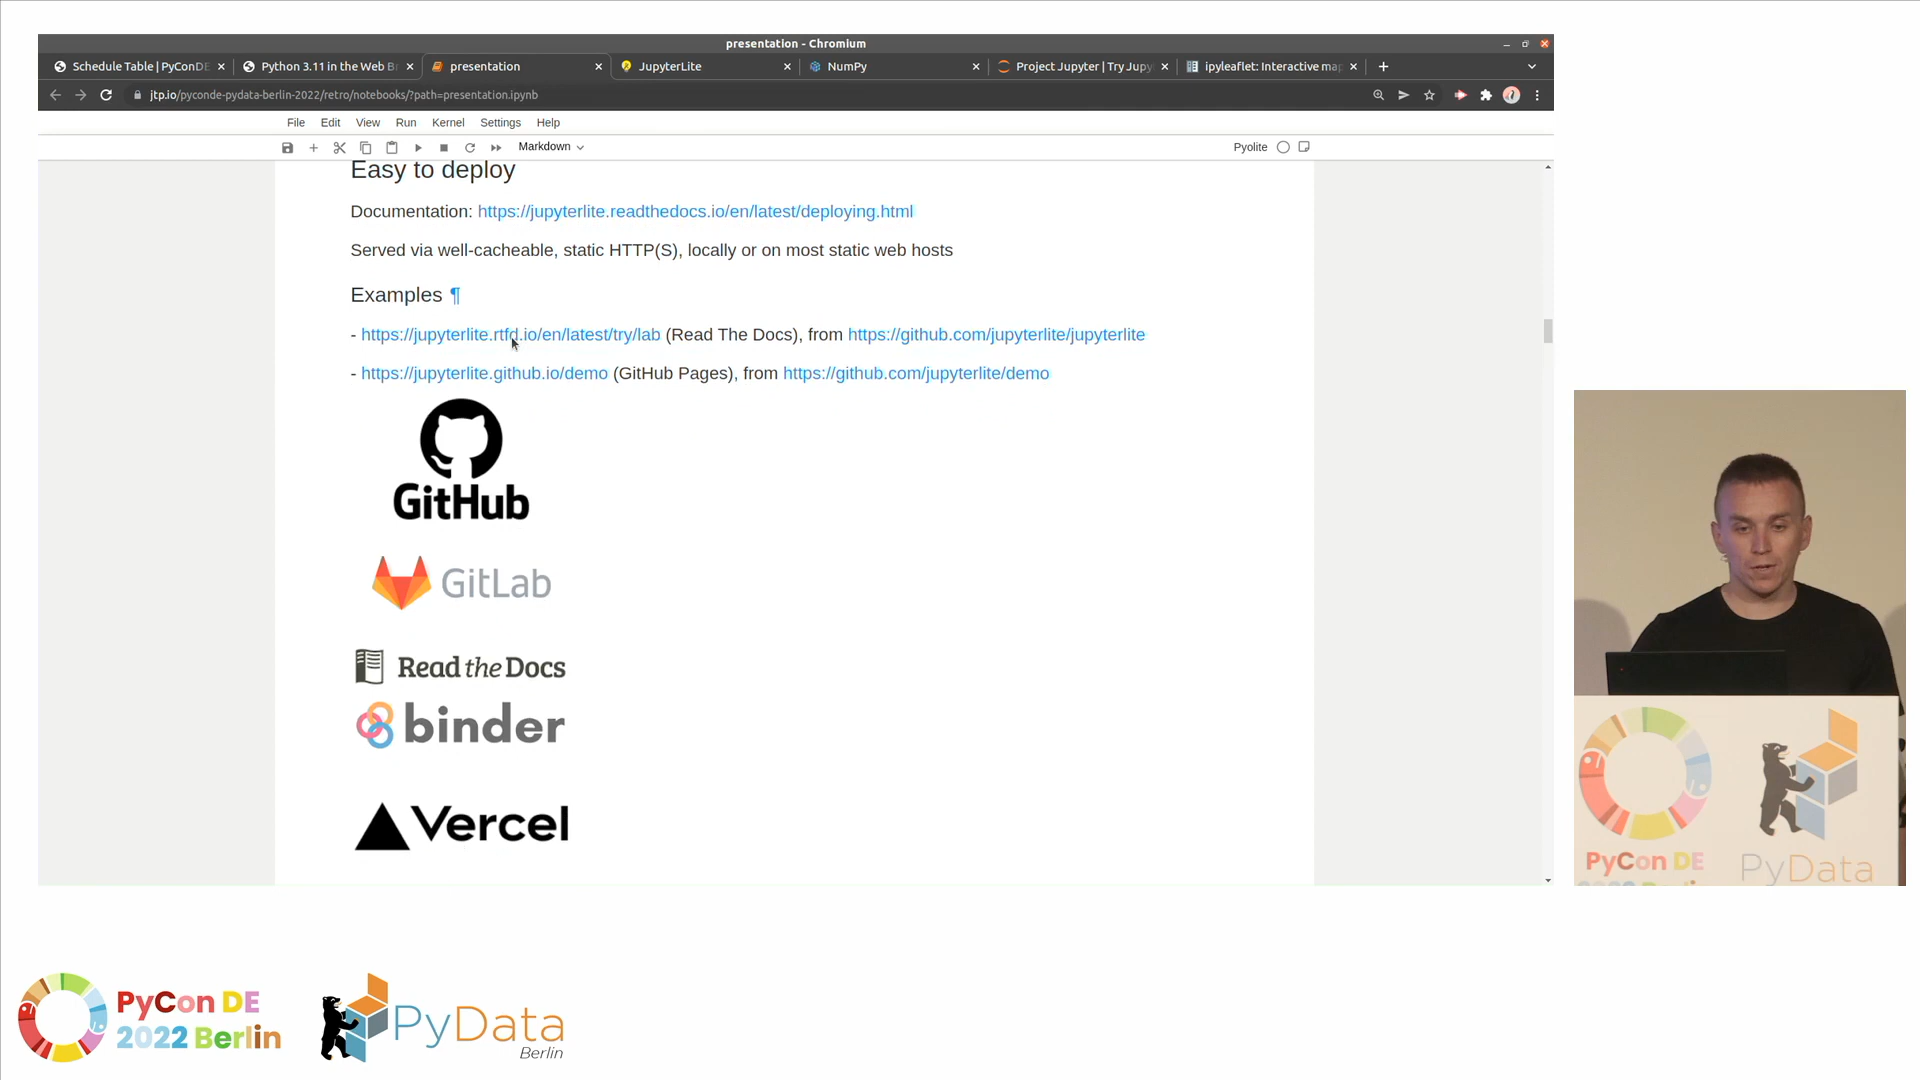 presentation - Chromium
Schedule Table | PyConDE
Python 3.11 in the Web B
presentation
JupyterLite
NumPy
Project Jupyter | Try Jupy
ipyleaflet: Interactive map
jtp.io/pyconde-pydata-berlin-2022/retro/notebooks/?path=presentation.ipynb
File Edit View Run Kernel Settings Help
Markdown
Pyolite
Easy to deploy
Documentation: https://jupyterlite.readthedocs.io/en/latest/deploying.html
Served via well-cacheable, static HTTP(S), locally or on most static web hosts
Examples ¶
- https://jupyterlite.rtfd.io/en/latest/try/lab (Read The Docs), from https://github.com/jupyterlite/jupyterlite
- https://jupyterlite.github.io/demo (GitHub Pages), from https://github.com/jupyterlite/demo
GitHub
GitLab
Read the Docs
binder
Vercel
PyCon DE
PyData
PyCon DE
2022 Berlin
PyData
Berlin